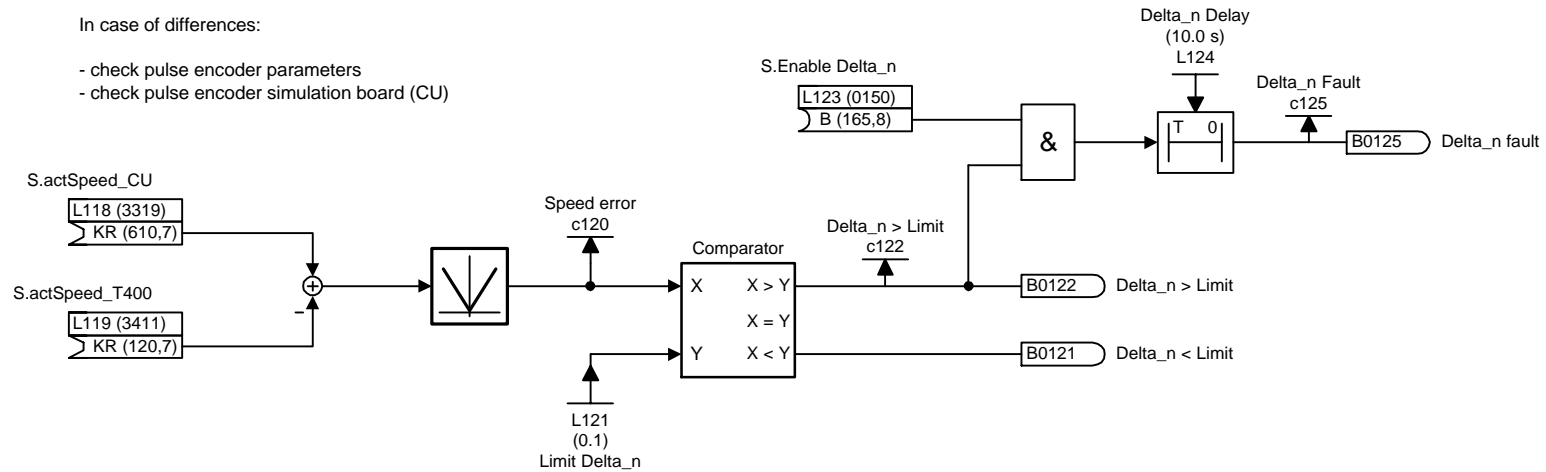 In case of differences:
- check pulse encoder parameters
- check pulse encoder simulation board (CU)
Delta_n Delay
(10.0 s)
L124
S.Enable Delta_n
L123 (0150)
B (165,8)
&
T 0
Delta_n Fault
c125
B0125
Delta_n fault
S.actSpeed_CU
L118 (3319)
KR (610,7)
S.actSpeed_T400
L119 (3411)
KR (120,7)
+
–
Speed error
c120
Comparator
X X > Y
X = Y
Y X < Y
L121
(0.1)
Limit Delta_n
Delta_n > Limit
c122
B0122
Delta_n > Limit
B0121
Delta_n < Limit